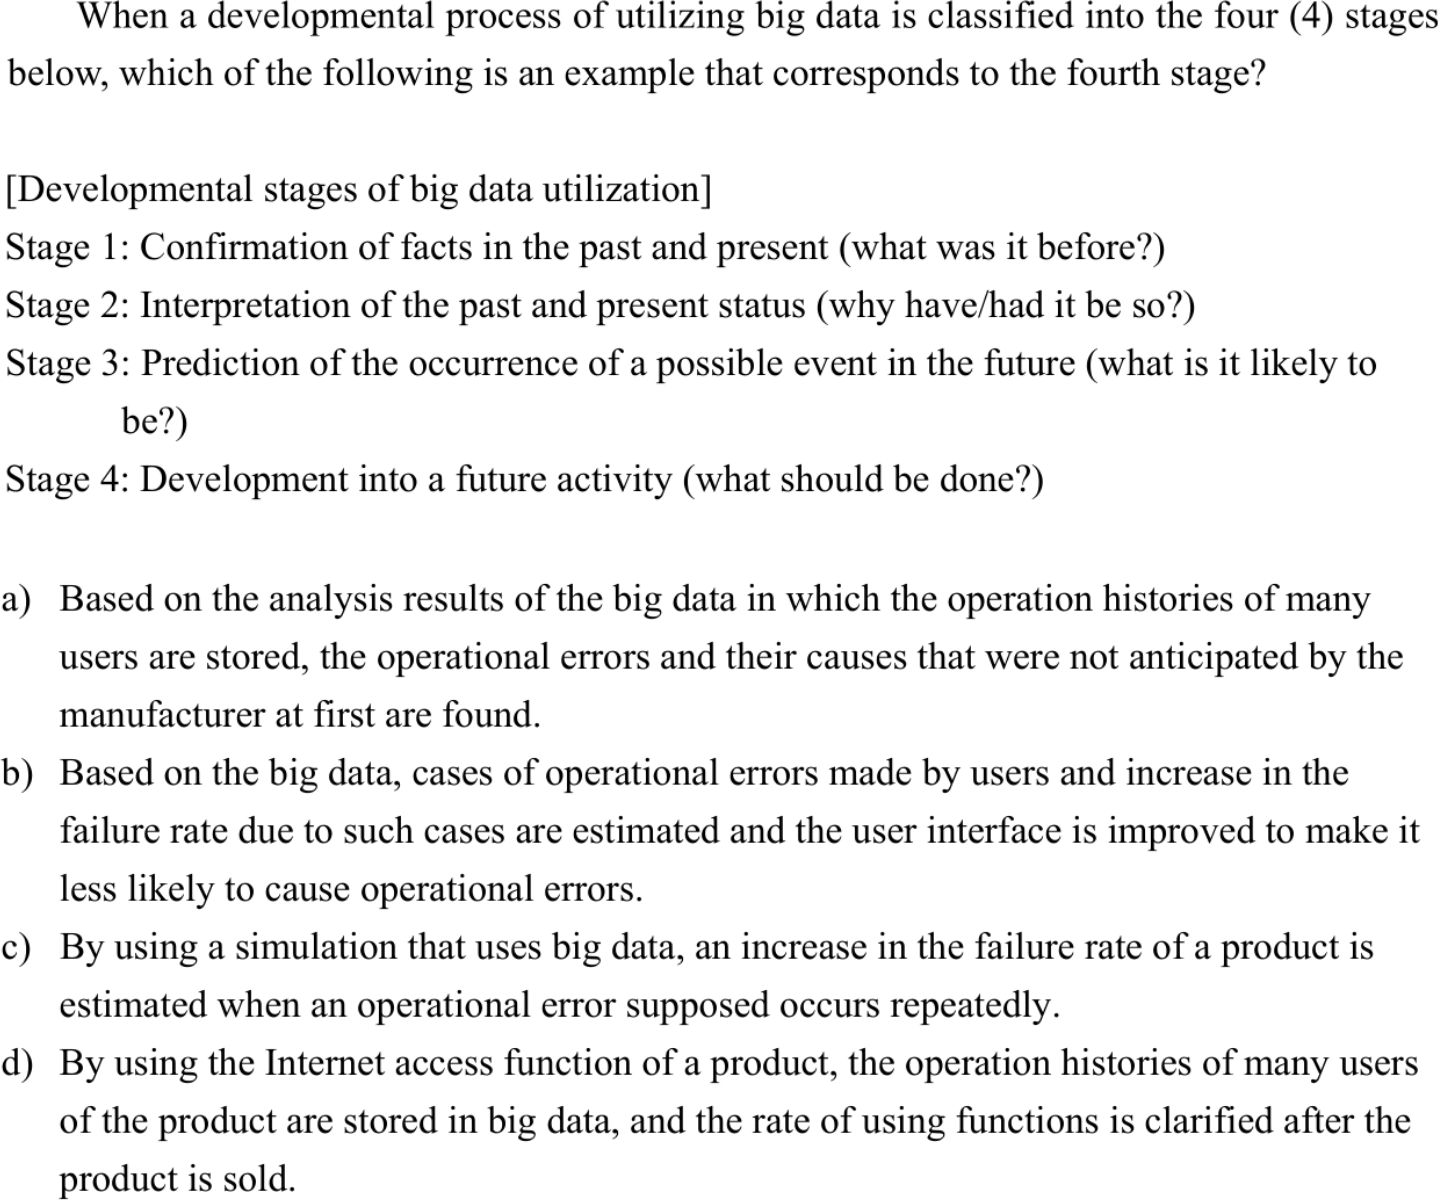 When a developmental process of utilizing big data is classified into the four (4) stages
below, which of the following is an example that corresponds to the fourth stage?
[Developmental stages of big data utilization]
Stage 1: Confirmation of facts in the past and present (what was it before?)
Stage 2: Interpretation of the past and present status (why have/had it be so?)
Stage 3: Prediction of the occurrence of a possible event in the future (what is it likely to
be?)
Stage 4: Development into a future activity (what should be done?)
a) Based on the analysis results of the big data in which the operation histories of many
users are stored, the operational errors and their causes that were not anticipated by the
manufacturer at first are found.
b) Based on the big data, cases of operational errors made by users and increase in the
failure rate due to such cases are estimated and the user interface is improved to make it
less likely to cause operational errors.
c) By using a simulation that uses big data, an increase in the failure rate of a product is
estimated when an operational error supposed occurs repeatedly.
d) By using the Internet access function of a product, the operation histories of many users
of the product are stored in big data, and the rate of using functions is clarified after the
product is sold.